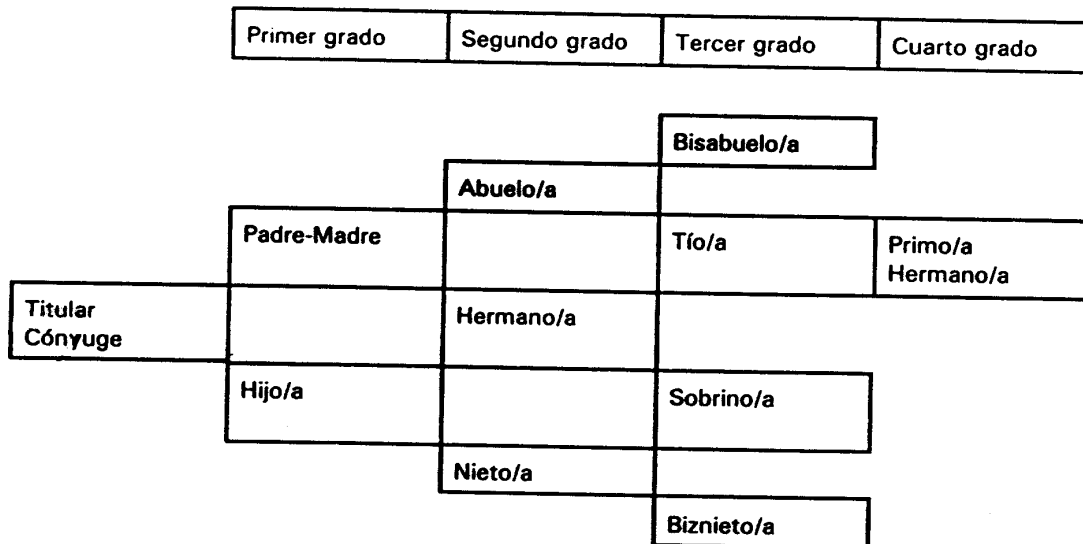 Primer grado Segundo grado Tercer grado Cuarto grado
Bisabuelo/a
Abuelo/a
Padre-Madre Tío/a Primo/a
Hermano/a
Titular
Cónyuge
Hermano/a
Hijo/a Sobrino/a
Nieto/a
Biznieto/a